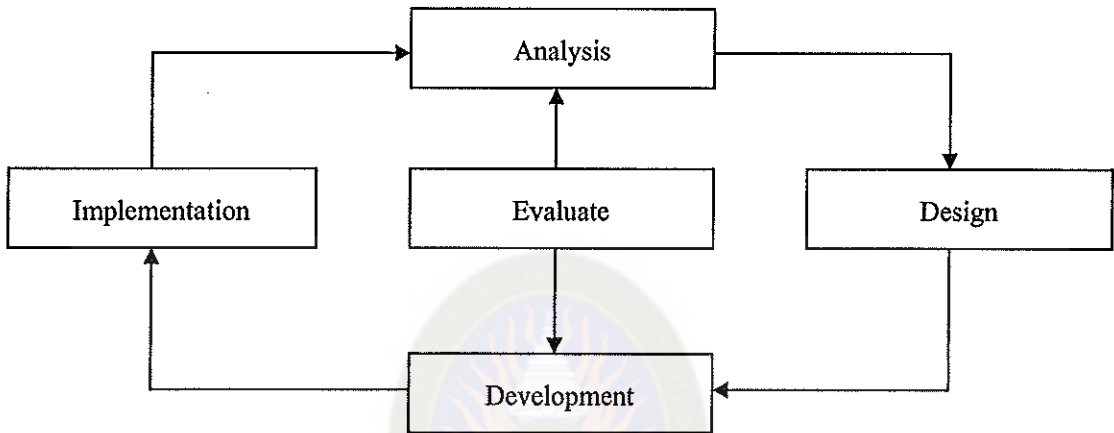 Analysis
Implementation
Evaluate
Design
Development